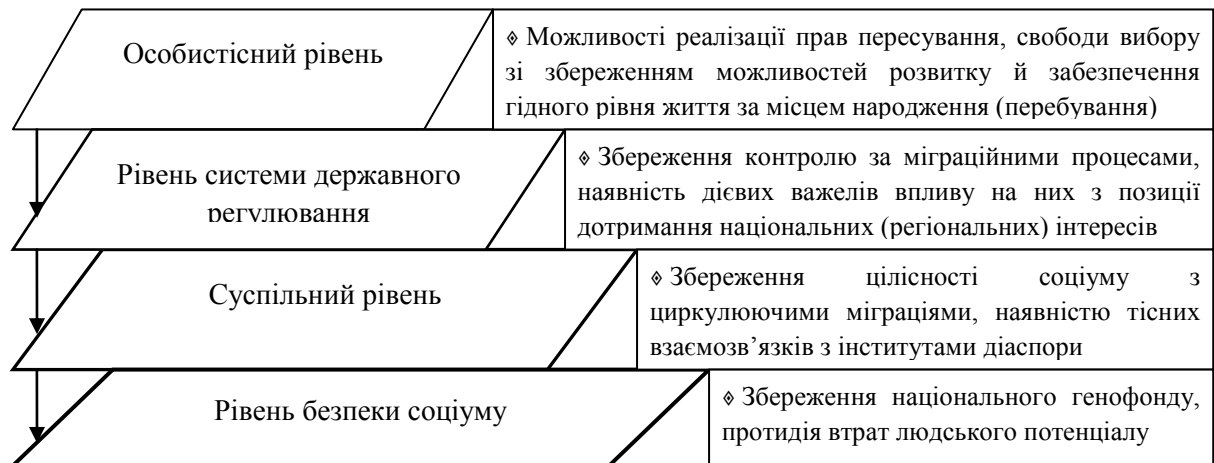 Особистісний рівень
⟡ Можливості реалізації прав пересування, свободи вибору
зі збереженням можливостей розвитку й забезпечення
гідного рівня життя за місцем народження (перебування)
Рівень системи державного
регулювання
⟡ Збереження контролю за міграційними процесами,
наявність дієвих важелів впливу на них з позиції
дотримання національних (регіональних) інтересів
Суспільний рівень
⟡ Збереження цілісності соціуму з
циркулюючими міграціями, наявністю тісних
взаємозв’язків з інститутами діаспори
Рівень безпеки соціуму
⟡ Збереження національного генофонду,
протидія втрат людського потенціалу